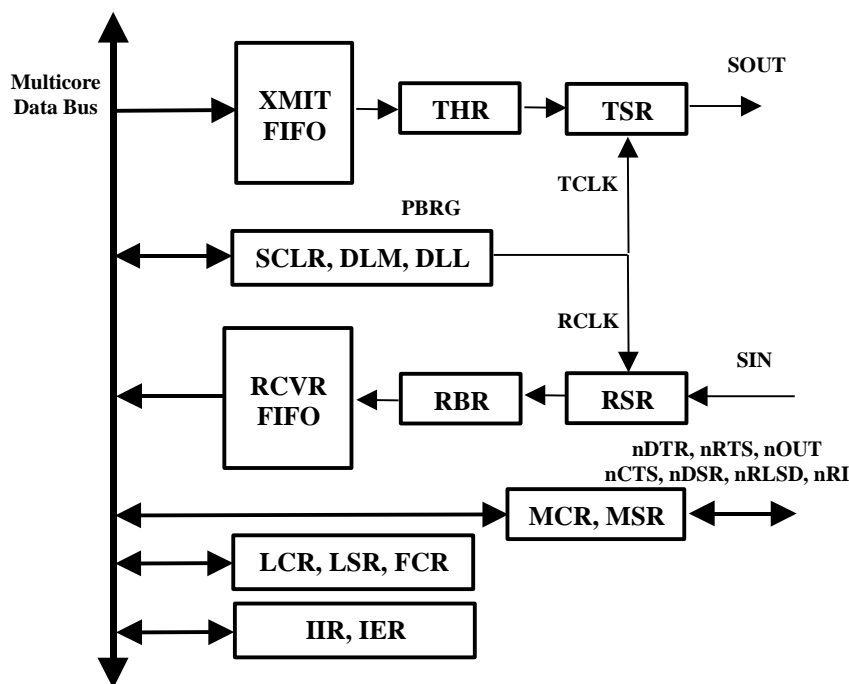 Multicore
Data Bus
XMIT
FIFO
THR
TSR
SOUT
TCLK
PBRG
SCLR, DLM, DLL
RCLK
RCVR
FIFO
RBR
RSR
SIN
nDTR, nRTS, nOUT
nCTS, nDSR, nRLSD, nRI
MCR, MSR
LCR, LSR, FCR
IIR, IER